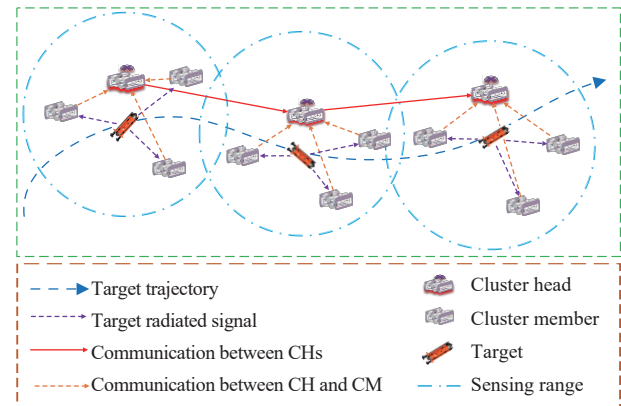 Target trajectory
Target radiated signal
Communication between CHs
Communication between CH and CM
Cluster head
Cluster member
Target
Sensing range